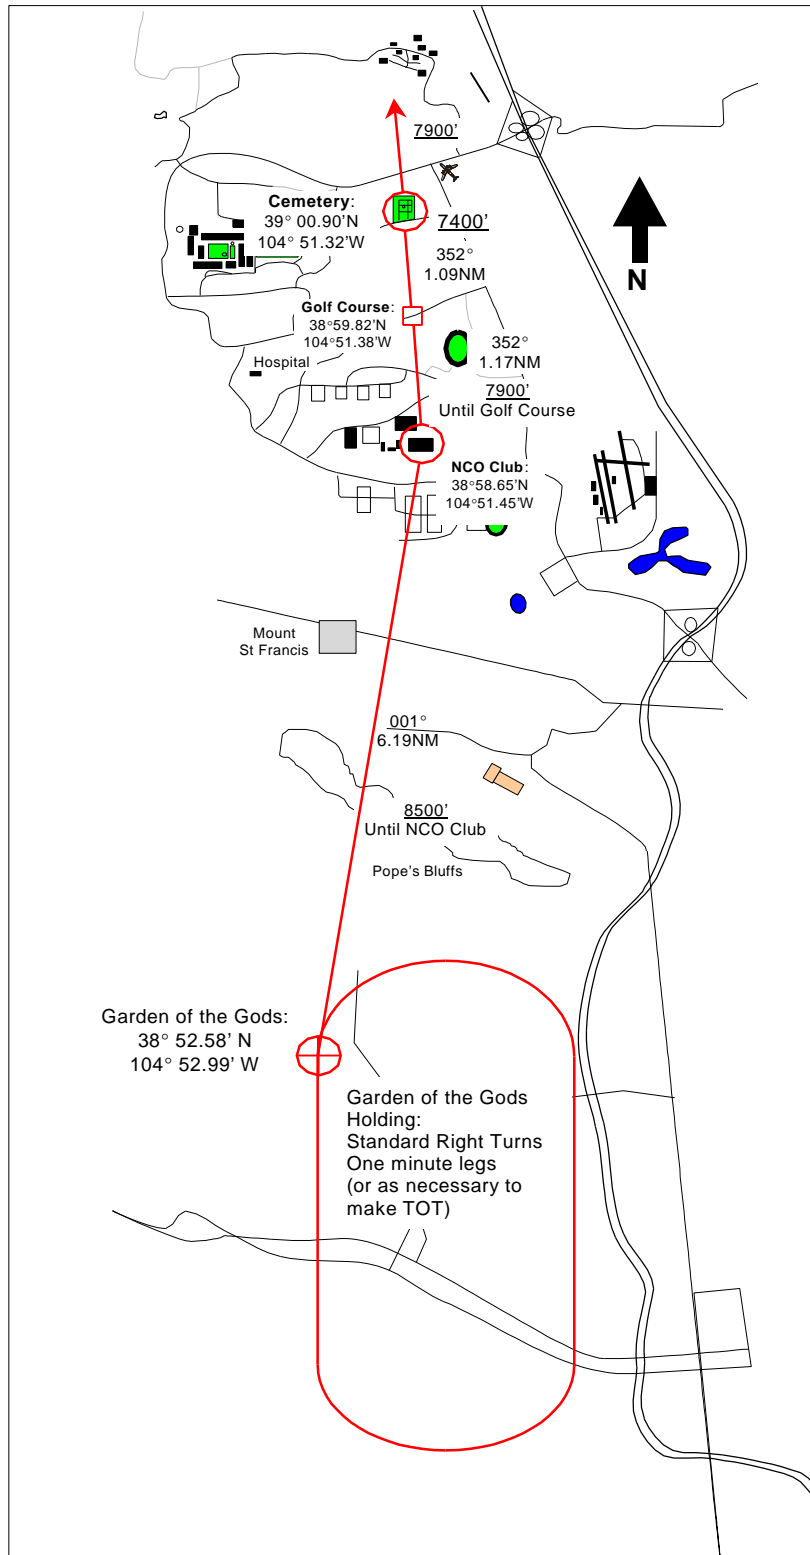 7900'
Cemetery:
39° 00.90'N
104° 51.32'W
7400'
352°
1.09NM
N
Golf Course:
38°59.82'N
104°51.38'W
Hospital
352°
1.17NM
7900'
Until Golf Course
NCO Club:
38°58.65'N
104°51.45'W
Mount
St Francis
001°
6.19NM
8500'
Until NCO Club
Pope's Bluffs
Garden of the Gods:
38° 52.58' N
104° 52.99' W
Garden of the Gods
Holding:
Standard Right Turns
One minute legs
(or as necessary to
make TOT)